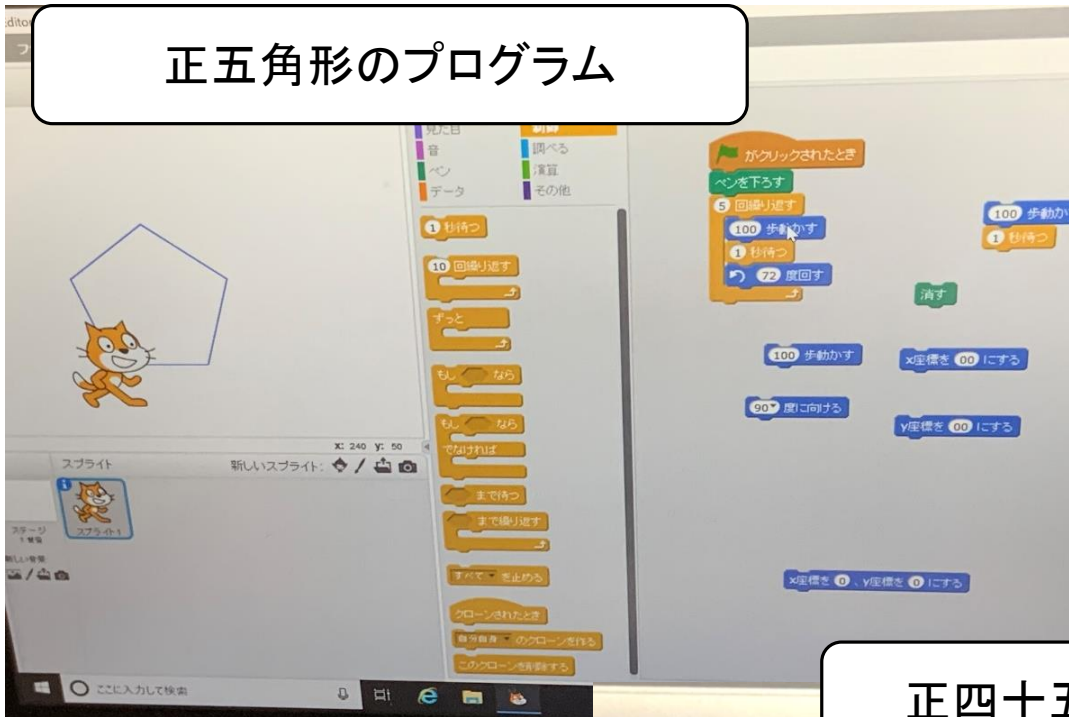 正五角形のプログラム
見た目
音
ペン
データ
制御
調べる
演算
その他
1 秒待つ
10 回繰り返す
ずっと
もし なら
もし なら
でなければ
まで待つ
まで繰り返す
すべて を止める
クローンされたとき
自分自身 のクローンを作る
このクローンを削除する
がクリックされたとき
ペンを下ろす
5 回繰り返す
100 歩動かす
1 秒待つ
72 度回す
100 歩動か
1 秒待つ
消す
100 歩動かす
x座標を 00 にする
90 度に向ける
y座標を 00 にする
x座標を 0 、y座標を 0 にする
x: 240 y: 50
スプライト
新しいスプライト:
スプライト1
ステージ
ここに入力して検索
正四十五